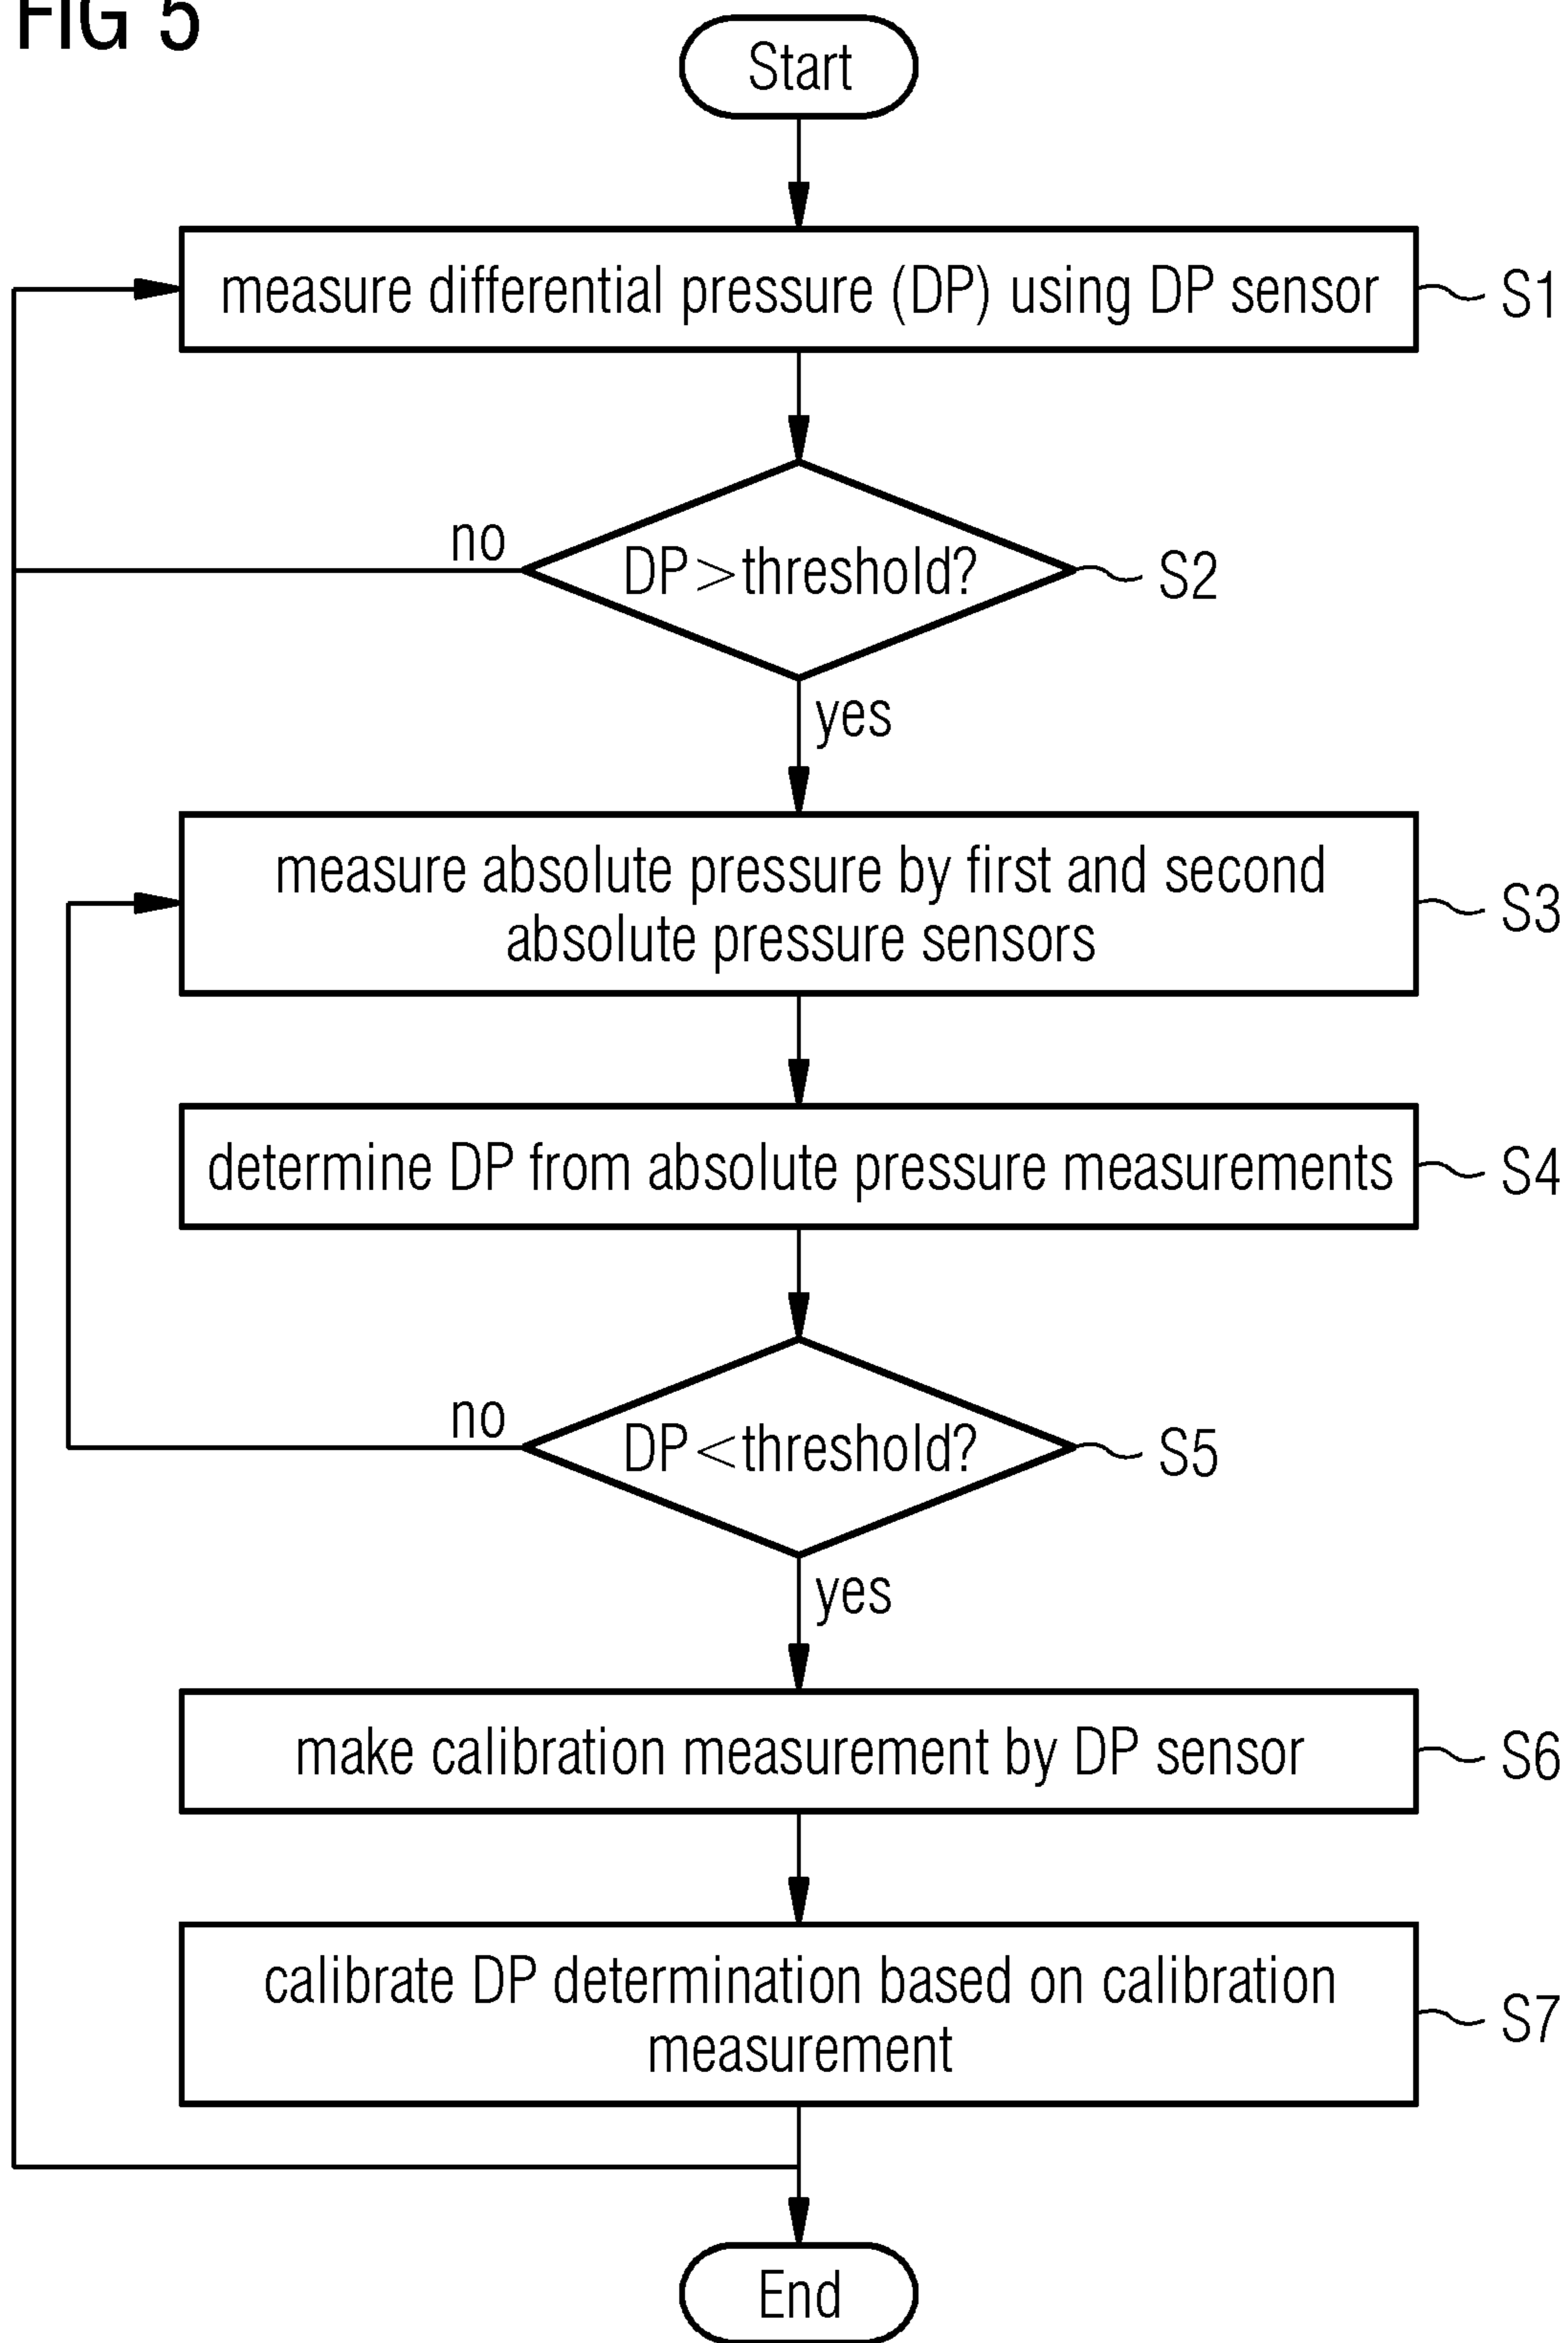 FIG 5
Start
measure differential pressure (DP) using DP sensor
S1
no
DP>threshold?
S2
yes
measure absolute pressure by first and second
absolute pressure sensors
S3
determine DP from absolute pressure measurements
S4
no
DP<threshold?
S5
yes
make calibration measurement by DP sensor
S6
calibrate DP determination based on calibration
measurement
S7
End